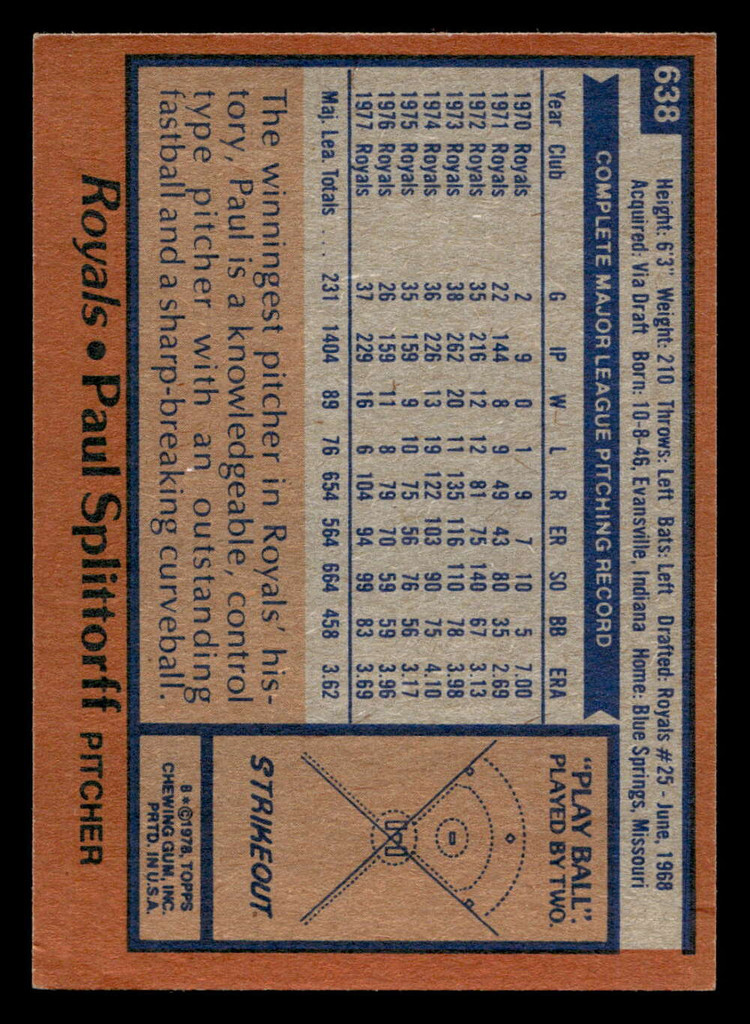 638
Height: 6'3" Weight: 210 Throws: Left Bats: Left Drafted: Royals #25 - June, 1968
Acquired: Via Draft Born: 10-8-46, Evansville, Indiana Home: Blue Springs, Missouri
COMPLETE MAJOR LEAGUE PITCHING RECORD
Year Club G IP W L R ER SO BB ERA
1970 Royals 2 9 0 1 9 7 10 5 7.00
1971 Royals 22 144 8 9 49 43 80 35 2.69
1972 Royals 35 216 12 12 81 75 140 67 3.13
1973 Royals 38 262 20 11 135 116 110 78 3.98
1974 Royals 36 226 13 19 122 103 90 75 4.10
1975 Royals 35 159 9 10 75 56 76 56 3.17
1976 Royals 26 159 11 8 79 70 59 59 3.96
1977 Royals 37 229 16 6 104 94 99 83 3.69
Maj. Lea. Totals .... 231 1404 89 76 654 564 664 458 3.62
The winningest pitcher in Royals' his-
tory, Paul is a knowledgeable, control
type pitcher with an outstanding
fastball and a sharp-breaking curveball.
"PLAY BALL".
PLAYED BY TWO.
STRIKEOUT
8*©1978, TOPPS
CHEWING GUM, INC.
PRTD. IN U.S.A.
Royals • Paul Splittorff PITCHER